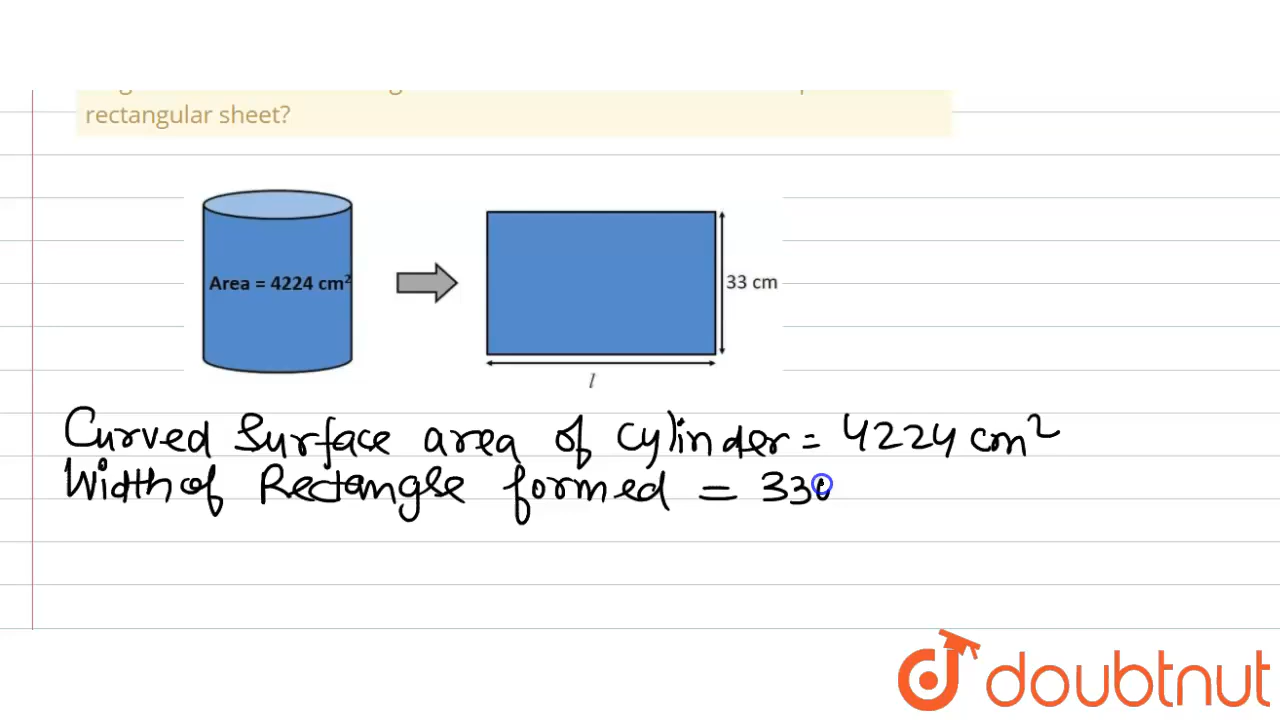 rectangular sheet?
Area = 4224 cm²
33 cm
l
Curved Surface area of Cylinder = 4224 cm²
Width of Rectangle formed = 33
doubtnut